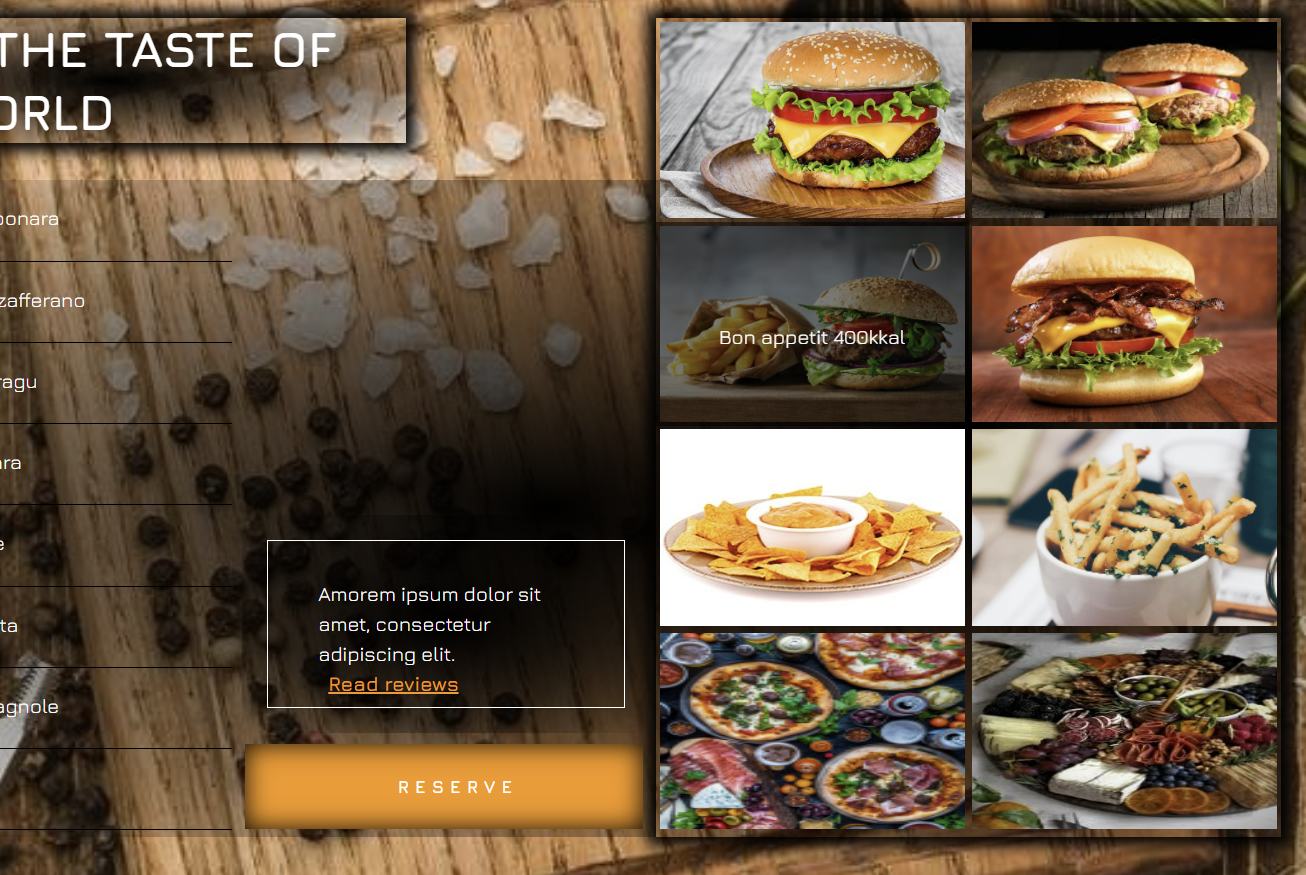 THE TASTE OF
ORLD
bonara
zafferano
ragu
ara
e
ta
agnole
Amorem ipsum dolor sit
amet, consectetur
adipiscing elit.
Read reviews
RESERVE
Bon appetit 400kkal